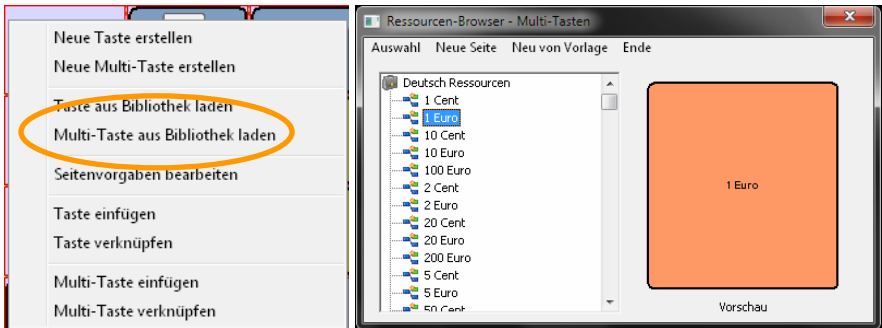 Neue Taste erstellen
Neue Multi-Taste erstellen
Taste aus Bibliothek laden
Multi-Taste aus Bibliothek laden
Seitenvorgaben bearbeiten
Taste einfügen
Taste verknüpfen
Multi-Taste einfügen
Multi-Taste verknüpfen
Ressourcen-Browser - Multi-Tasten
Auswahl Neue Seite Neu von Vorlage Ende
Deutsch Ressourcen
1 Cent
1 Euro
10 Cent
10 Euro
100 Euro
2 Cent
2 Euro
20 Cent
20 Euro
200 Euro
5 Cent
5 Euro
50 Cent
1 Euro
Vorschau